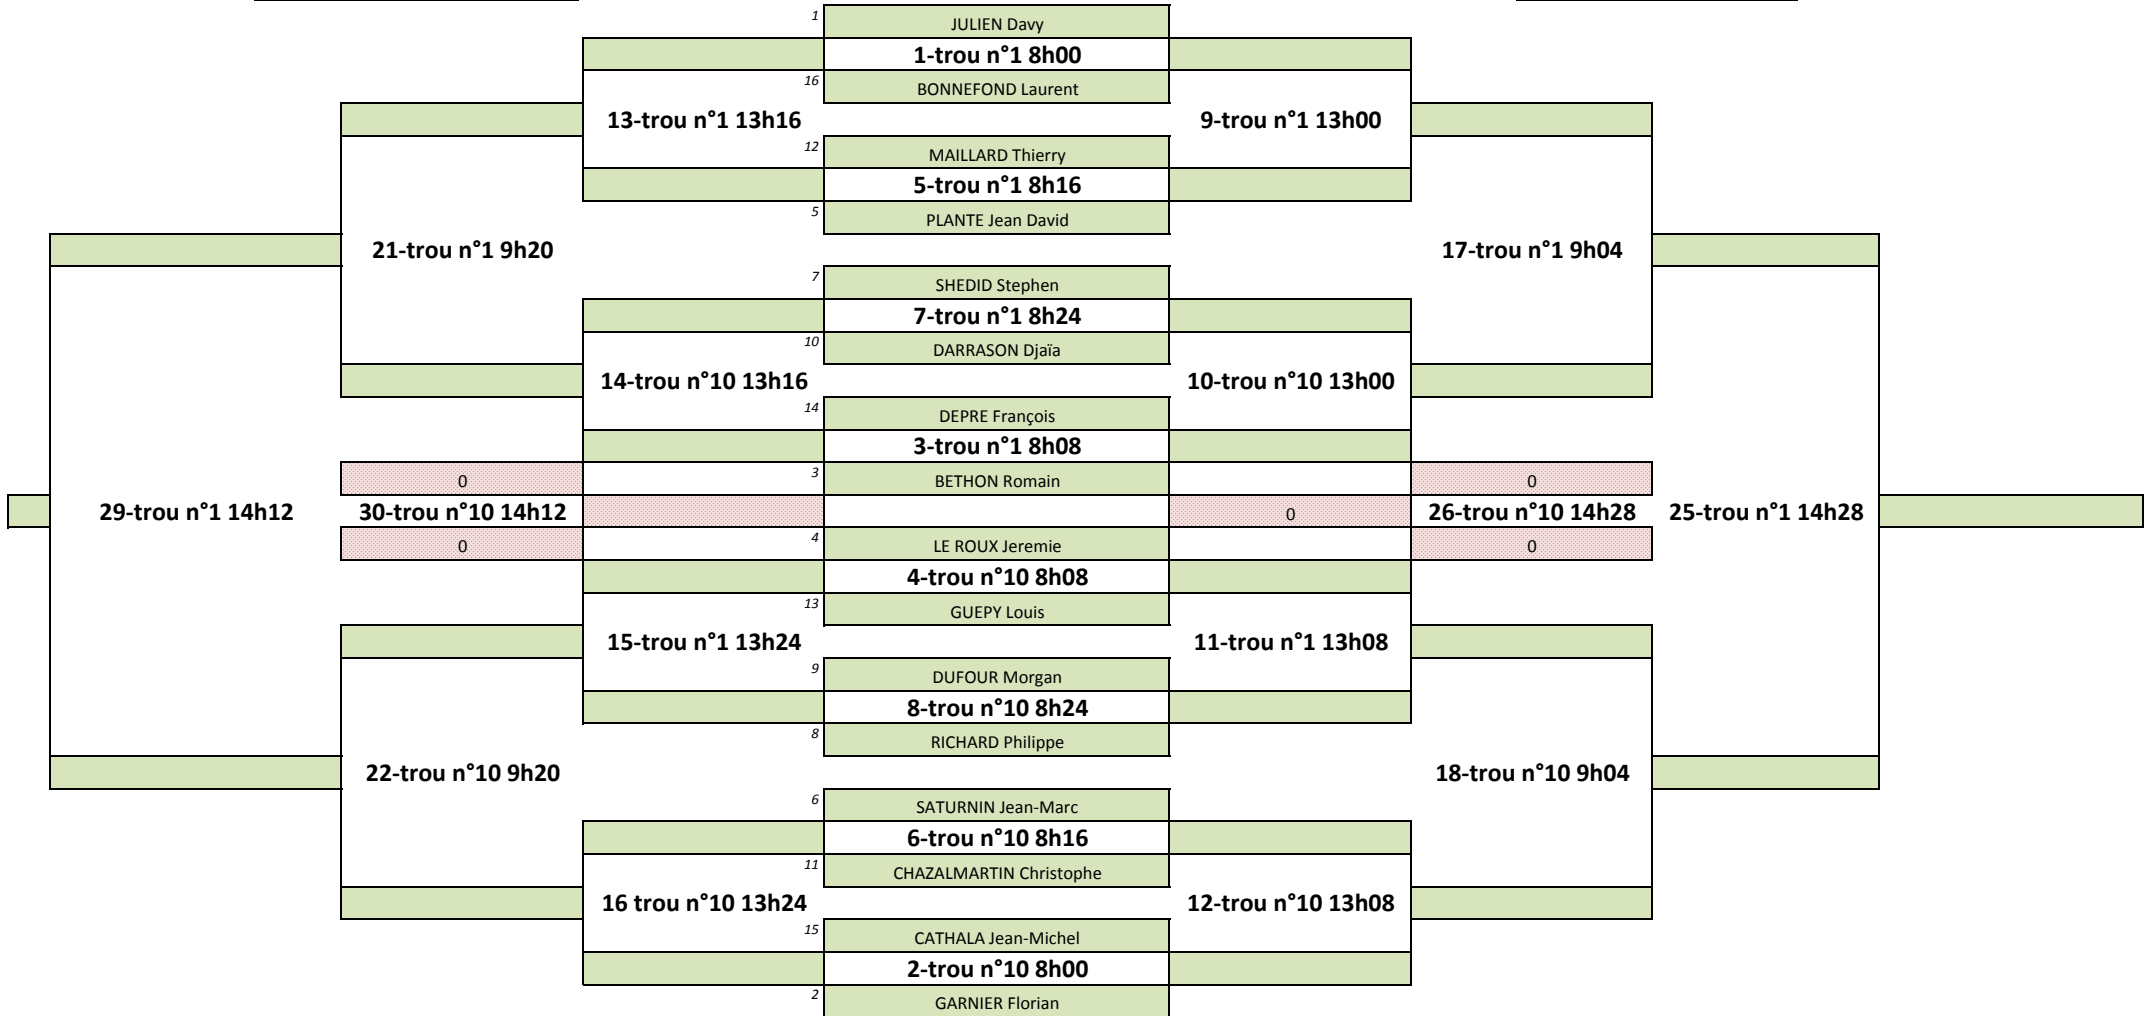 1
JULIEN Davy
1-trou n°1 8h00
16
BONNEFOND Laurent
13-trou n°1 13h16
9-trou n°1 13h00
12
MAILLARD Thierry
5-trou n°1 8h16
5
PLANTE Jean David
21-trou n°1 9h20
17-trou n°1 9h04
7
SHEDID Stephen
7-trou n°1 8h24
10
DARRASON Djaïa
14-trou n°10 13h16
10-trou n°10 13h00
14
DEPRE François
3-trou n°1 8h08
0
3
BETHON Romain
0
29-trou n°1 14h12
30-trou n°10 14h12
0
26-trou n°10 14h28
25-trou n°1 14h28
0
4
LE ROUX Jeremie
0
4-trou n°10 8h08
13
GUEPY Louis
15-trou n°1 13h24
11-trou n°1 13h08
9
DUFOUR Morgan
8-trou n°10 8h24
8
RICHARD Philippe
22-trou n°10 9h20
18-trou n°10 9h04
6
SATURNIN Jean-Marc
6-trou n°10 8h16
11
CHAZALMARTIN Christophe
16 trou n°10 13h24
12-trou n°10 13h08
15
CATHALA Jean-Michel
2-trou n°10 8h00
2
GARNIER Florian